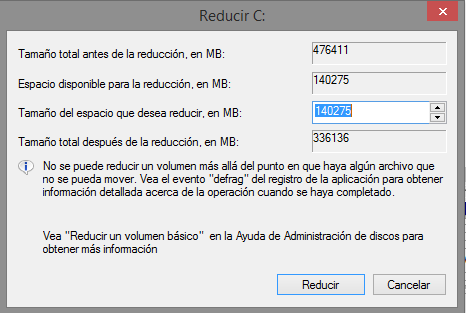 Reducir C:
Tamaño total antes de la reducción, en MB: 476411
Espacio disponible para la reducción, en MB: 140275
Tamaño del espacio que desea reducir, en MB: 140275
Tamaño total después de la reducción, en MB: 336136
No se puede reducir un volumen más allá del punto en que haya algún archivo que
no se pueda mover. Vea el evento "defrag" del registro de la aplicación para obtener
información detallada acerca de la operación cuando se haya completado.
Vea "Reducir un volumen básico" en la Ayuda de Administración de discos para
obtener más información
Reducir Cancelar